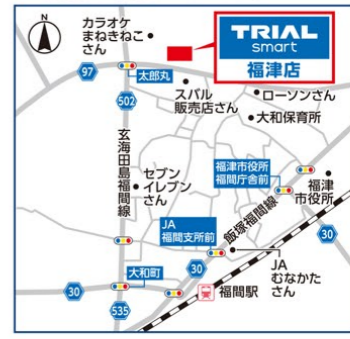 カラオケ
まねきねこ
さん
N
TRIAL
smart
福津店
97
太郎丸
スバル
販売店さん
ローソンさん
大和保育所
502
玄海田島福間線
セブン
イレブン
さん
福津市役所
福間庁舎前
福津
市役所
飯塚福間線
JA
福間支所前
30
30
JA
むなかた
さん
大和町
30
福間駅
535